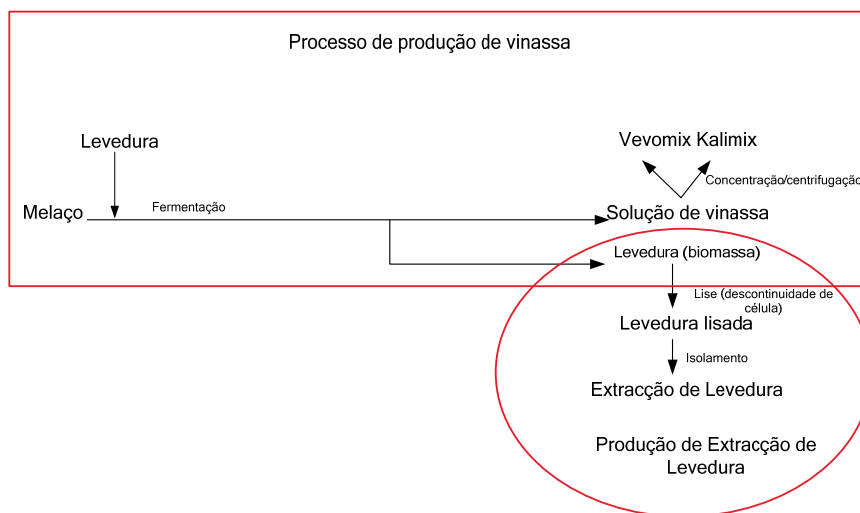 Processo de produção de vinassa
Levedura
Vevomix Kalimix
Concentração/centrifugação
Melaço
Fermentação
Solução de vinassa
Levedura (biomassa)
Lise (descontinuidade de
célula)
Levedura lisada
Isolamento
Extracção de Levedura
Produção de Extracção de
Levedura